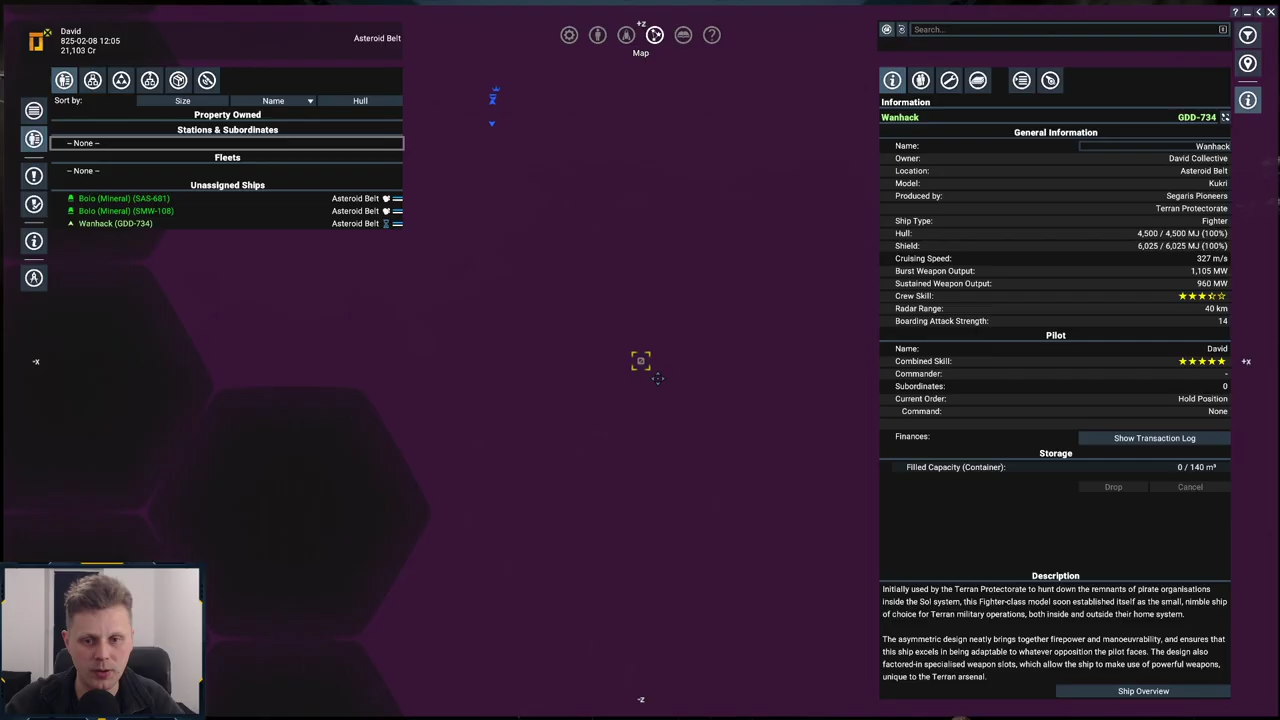 David
825-02-08 12:05
21,103 Cr
Asteroid Belt
Sort by: Size Name Hull
Property Owned
Stations & Subordinates
-- None --
Fleets
-- None --
Unassigned Ships
Bolo (Mineral) (SAS-681) Asteroid Belt
Bolo (Mineral) (SMW-108) Asteroid Belt
Wanhack (GDD-734) Asteroid Belt
+z
Map
-x
+x
-z
Search...
Information
Wanhack GDD-734
General Information
Name: Wanhack
Owner: David Collective
Location: Asteroid Belt
Model: Kukri
Produced by: Segaris Pioneers
Terran Protectorate
Ship Type: Fighter
Hull: 4,500 / 4,500 MJ (100%)
Shield: 6,025 / 6,025 MJ (100%)
Cruising Speed: 327 m/s
Burst Weapon Output: 1,105 MW
Sustained Weapon Output: 960 MW
Crew Skill: ★★★⯪☆
Radar Range: 40 km
Boarding Attack Strength: 14
Pilot
Name: David
Combined Skill: ★★★★★
Commander: -
Subordinates: 0
Current Order: Hold Position
Command: None
Finances: Show Transaction Log
Storage
Filled Capacity (Container): 0 / 140 m³
Drop Cancel
Description
Initially used by the Terran Protectorate to hunt down the remnants of pirate organisations
inside the Sol system, this Fighter-class model soon established itself as the small, nimble ship
of choice for Terran military operations, both inside and outside their home system.
The asymmetric design neatly brings together firepower and manoeuvrability, and ensures that
this ship excels in being adaptable to whatever opposition the pilot faces. The design also
factored-in specialised weapon slots, which allow the ship to make use of powerful weapons,
unique to the Terran arsenal.
Ship Overview